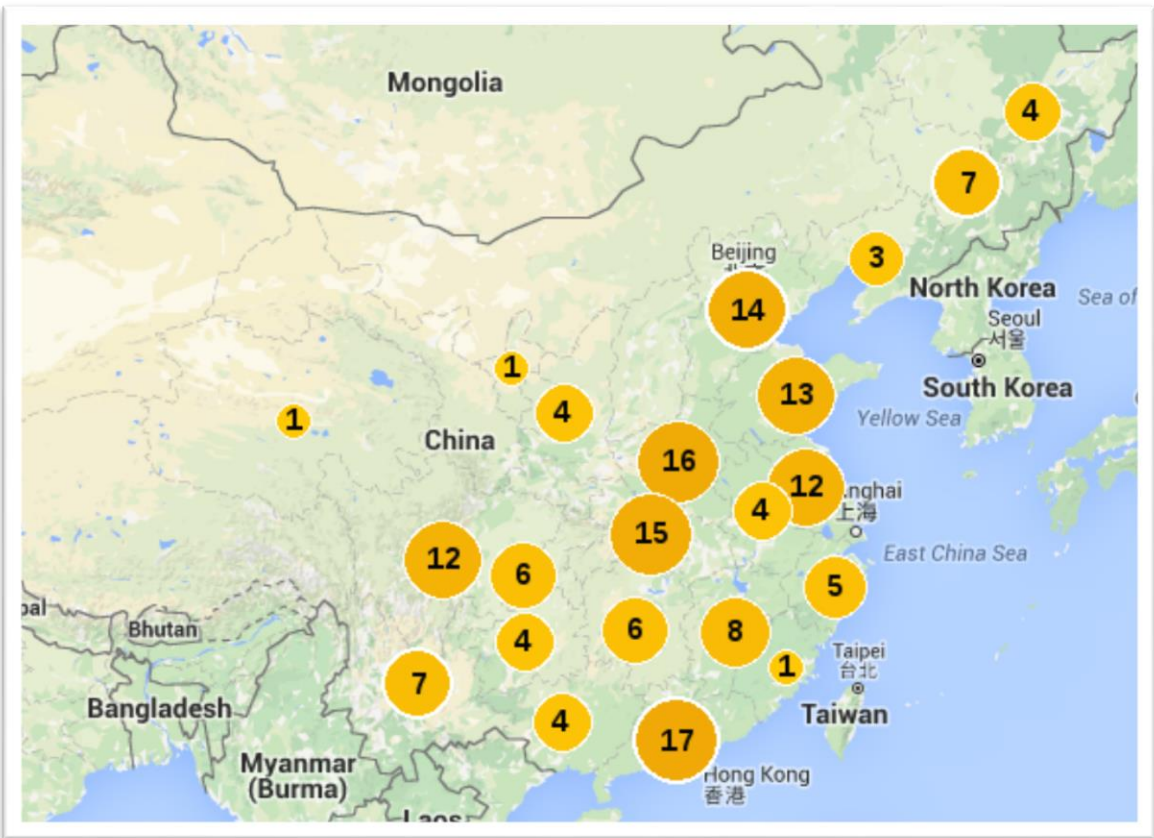 Mongolia
4
7
Beijing
3
14
North Korea
Sea of
Seoul
서울
1
13
South Korea
4
1
Yellow Sea
China
16
12
nghai
4
上海
15
East China Sea
12
6
5
pal
Bhutan
4
6
8
1
Taipei
台北
7
Bangladesh
Taiwan
4
17
Myanmar
(Burma)
Hong Kong
香港
Laos